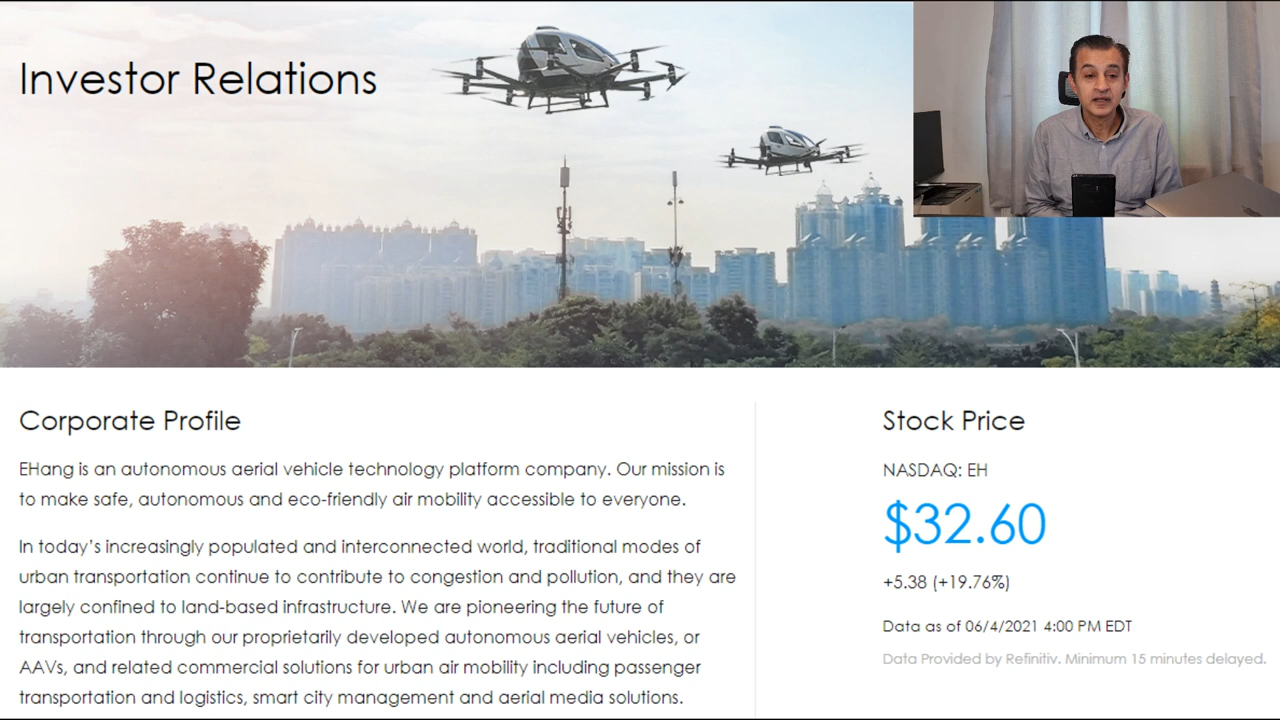 Investor Relations
Corporate Profile
EHang is an autonomous aerial vehicle technology platform company. Our mission is
to make safe, autonomous and eco-friendly air mobility accessible to everyone.
In today's increasingly populated and interconnected world, traditional modes of
urban transportation continue to contribute to congestion and pollution, and they are
largely confined to land-based infrastructure. We are pioneering the future of
transportation through our proprietarily developed autonomous aerial vehicles, or
AAVs, and related commercial solutions for urban air mobility including passenger
transportation and logistics, smart city management and aerial media solutions.
Stock Price
NASDAQ: EH
$32.60
+5.38 (+19.76%)
Data as of 06/4/2021 4:00 PM EDT
Data Provided by Refinitiv. Minimum 15 minutes delayed.